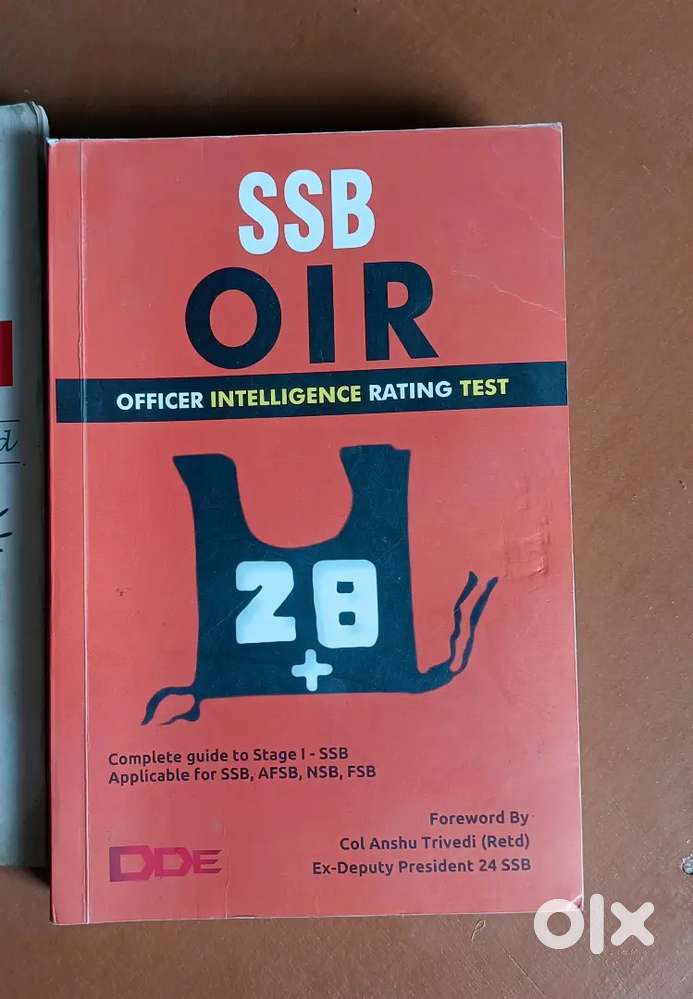 SSB
OIR
OFFICER INTELLIGENCE RATING TEST
28
+
Complete guide to Stage I - SSB
Applicable for SSB, AFSB, NSB, FSB
Foreword By
Col Anshu Trivedi (Retd)
Ex-Deputy President 24 SSB
DDE
olx